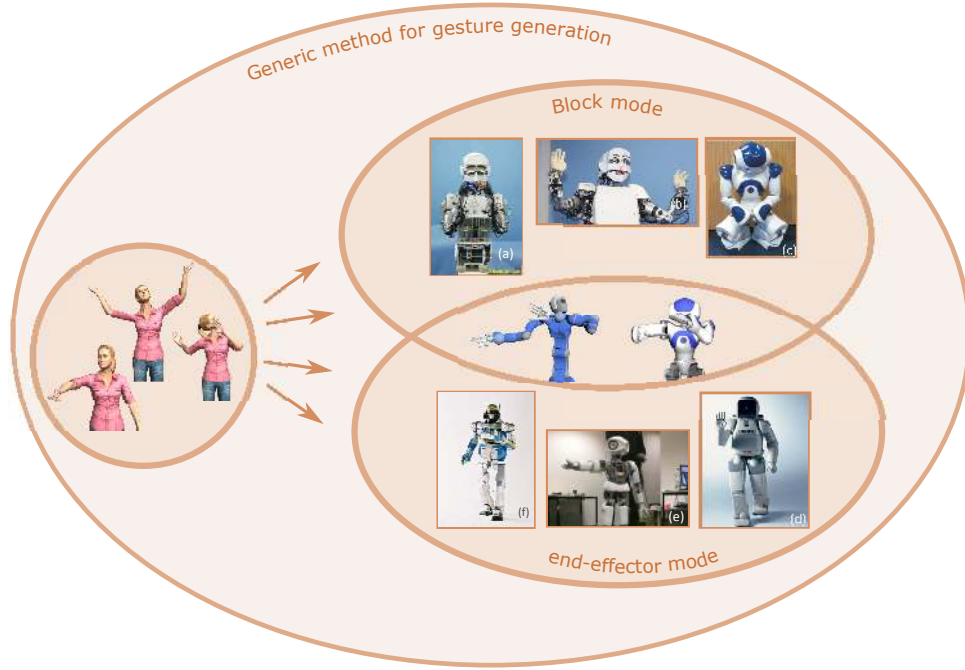 Generic method for gesture generation
Block mode
(a)
(b)
(c)
(f)
(e)
(d)
end-effector mode